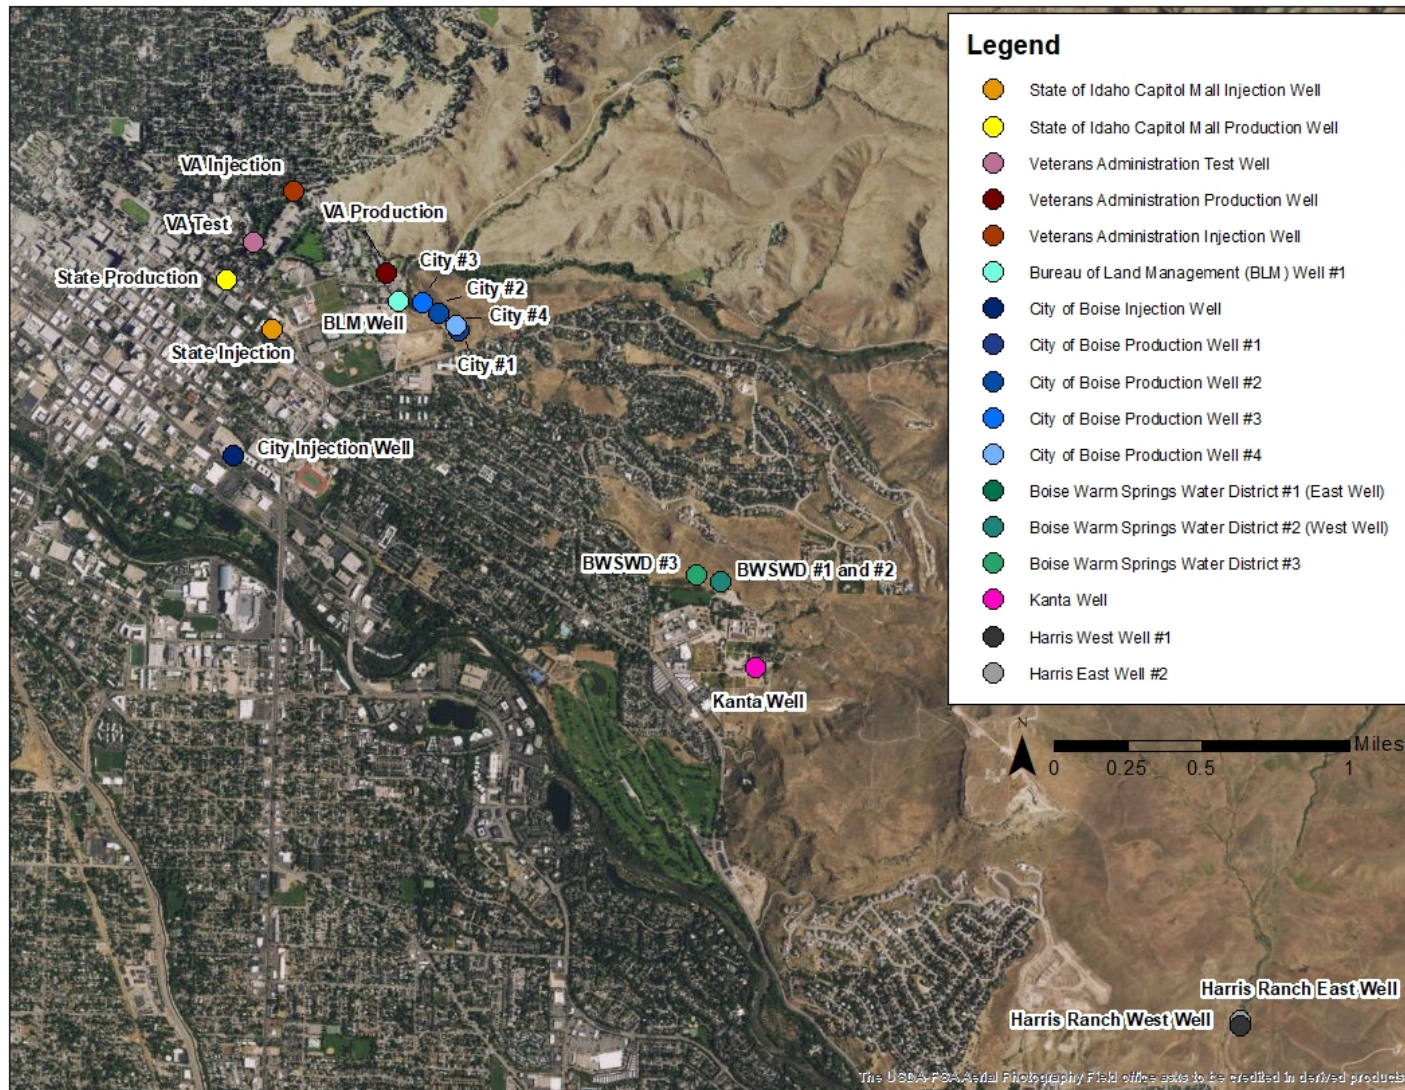 Legend
State of Idaho Capitol Mall Injection Well
State of Idaho Capitol Mall Production Well
Veterans Administration Test Well
Veterans Administration Production Well
Veterans Administration Injection Well
Bureau of Land Management (BLM) Well #1
City of Boise Injection Well
City of Boise Production Well #1
City of Boise Production Well #2
City of Boise Production Well #3
City of Boise Production Well #4
Boise Warm Springs Water District #1 (East Well)
Boise Warm Springs Water District #2 (West Well)
Boise Warm Springs Water District #3
Kanta Well
Harris West Well #1
Harris East Well #2
VA Injection
VA Production
VA Test
City #3
State Production
City #2
City #4
BLM Well
State Injection
City #1
City Injection Well
BWSWD #3
BWSWD #1 and #2
Kanta Well
N
Miles
0 0.25 0.5 1
Harris Ranch East Well
Harris Ranch West Well
The USDA-FSA Aerial Photography Field office asks to be credited in derived products